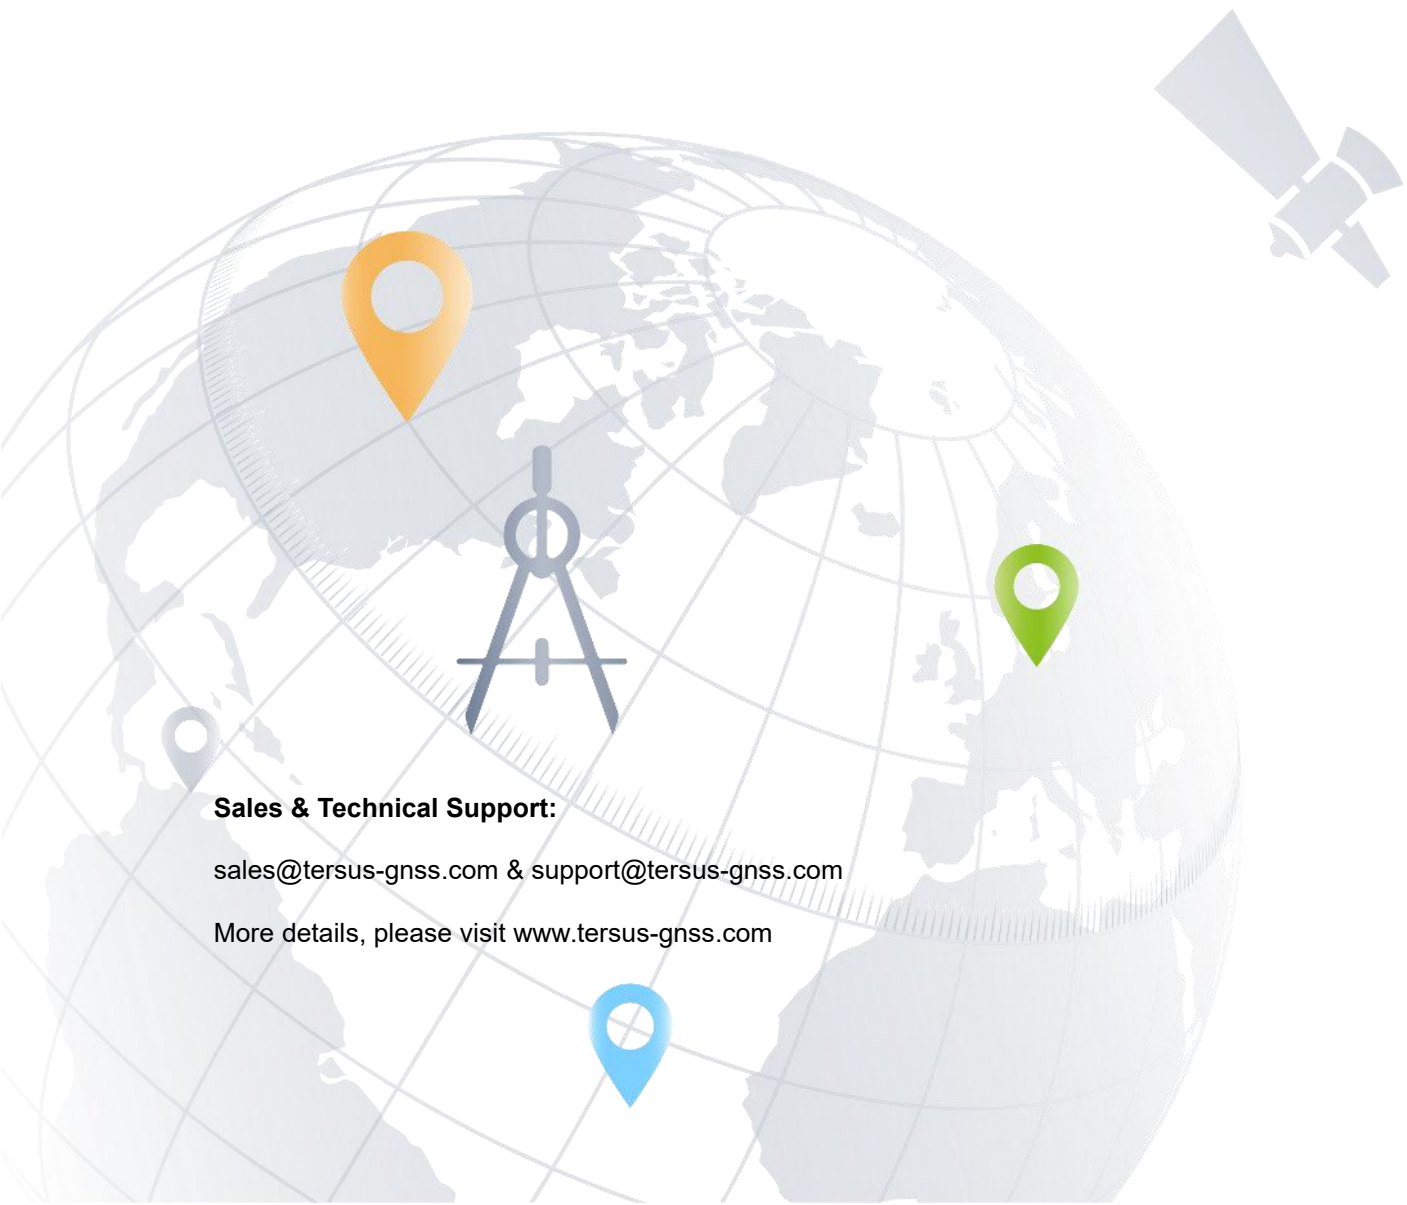 Sales & Technical Support:
sales@tersus-gnss.com & support@tersus-gnss.com
More details, please visit www.tersus-gnss.com